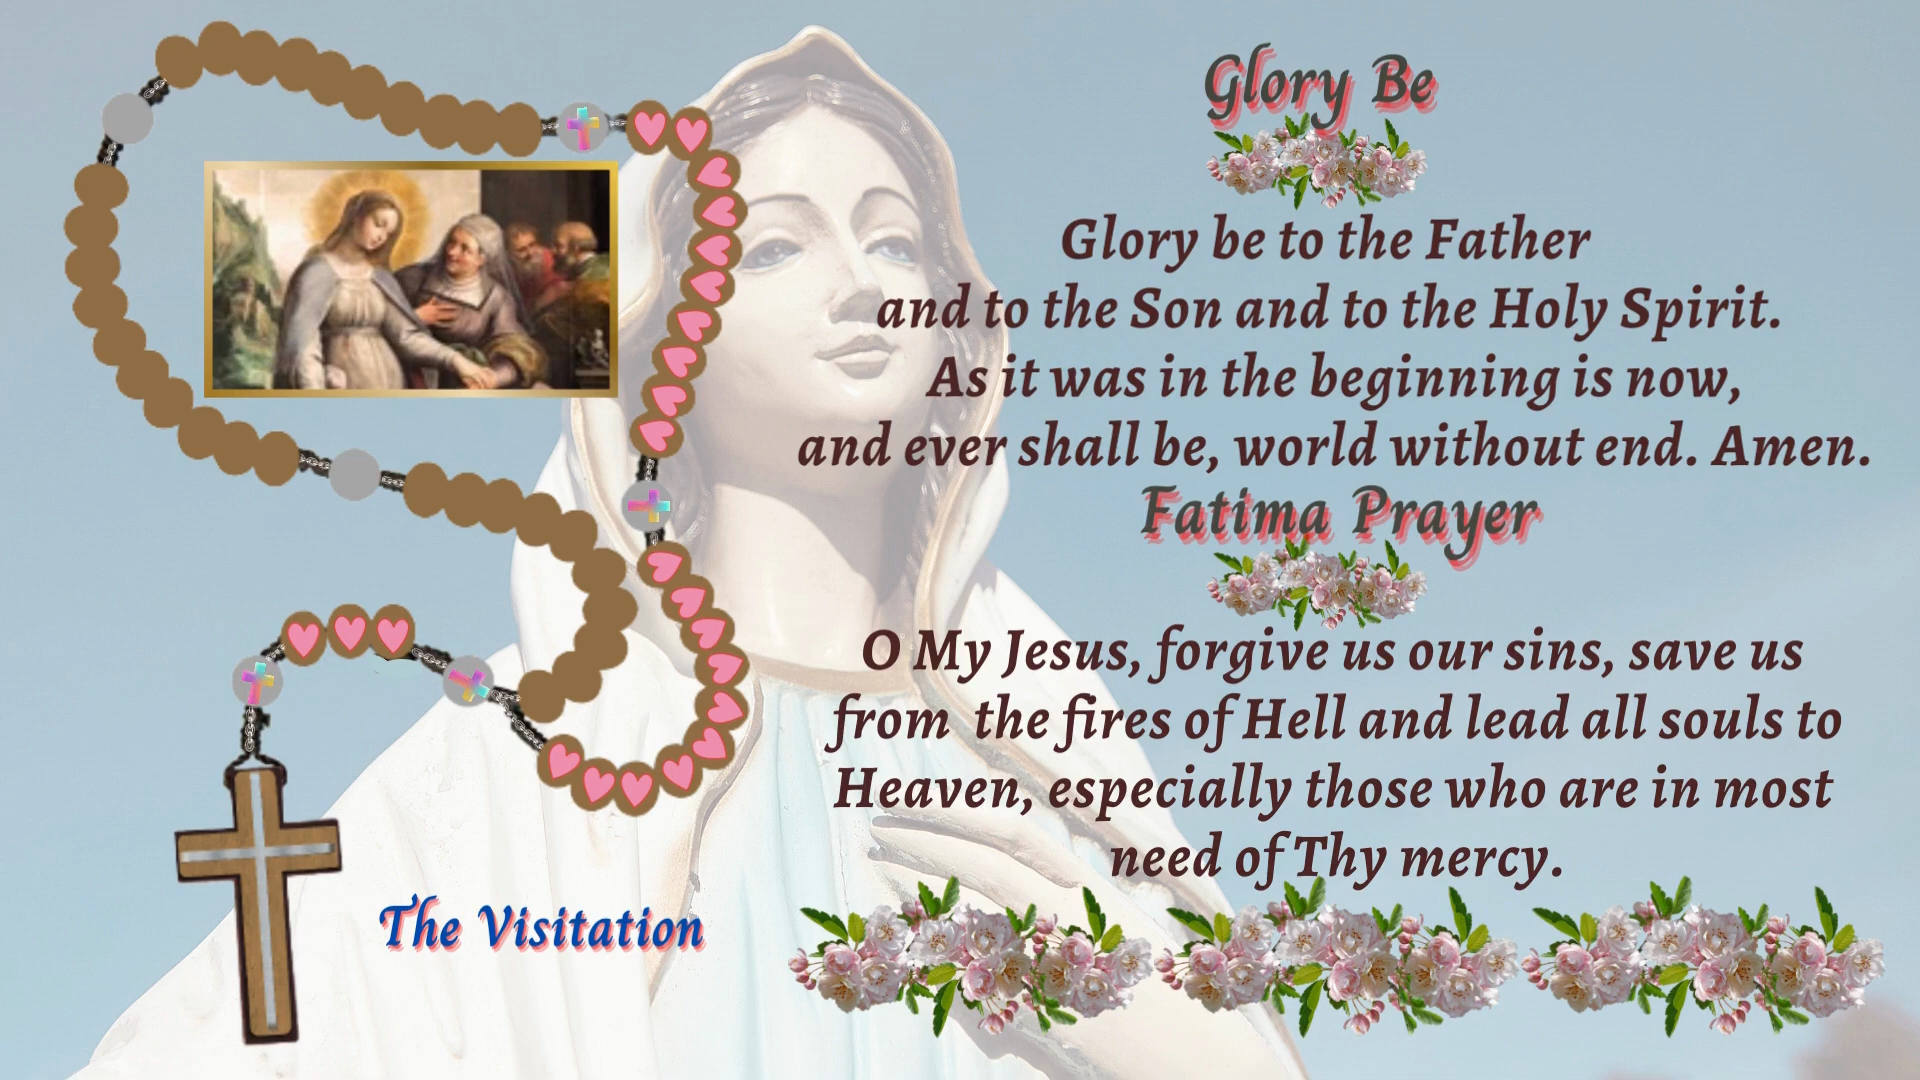 Glory Be
Glory be to the Father
and to the Son and to the Holy Spirit.
As it was in the beginning is now,
and ever shall be, world without end. Amen.
Fatima Prayer
O My Jesus, forgive us our sins, save us
from the fires of Hell and lead all souls to
Heaven, especially those who are in most
need of Thy mercy.
The Visitation